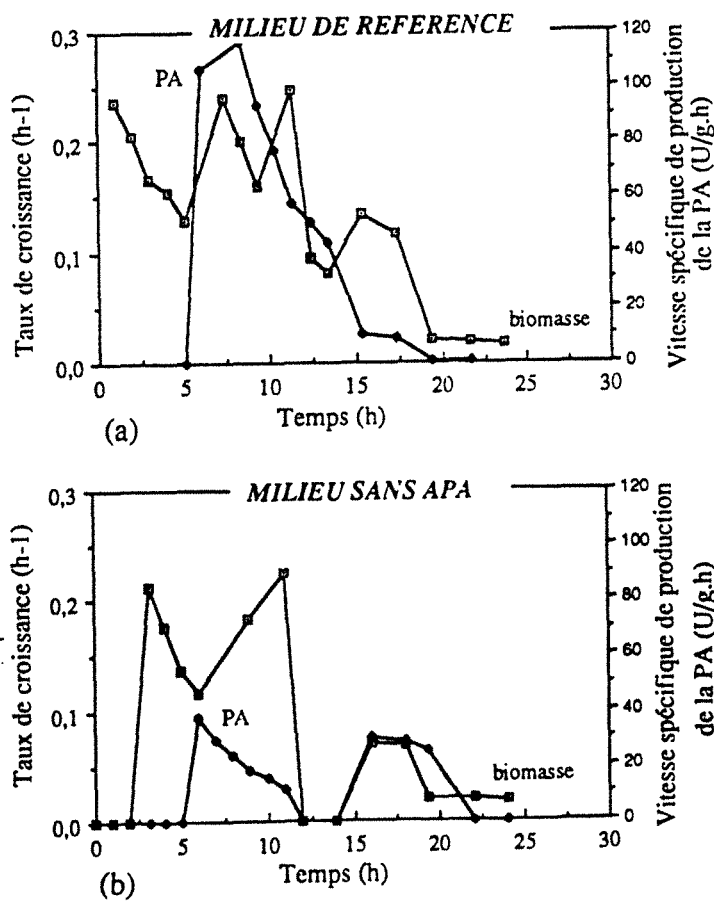 MILIEU DE REFERENCE
0,3
0,2
0,1
0,0
Taux de croissance (h-1)
PA
biomasse
120
100
80
60
40
20
0
Vitesse spécifique de production
de la PA (U/g.h)
0 5 10 15 20 25 30
Temps (h)
(a)
MILIEU SANS APA
0,3
0,2
0,1
0,0
Taux de croissance (h-1)
PA
biomasse
120
100
80
60
40
20
0
Vitesse spécifique de production
de la PA (U/g.h)
0 5 10 15 20 25 30
Temps (h)
(b)